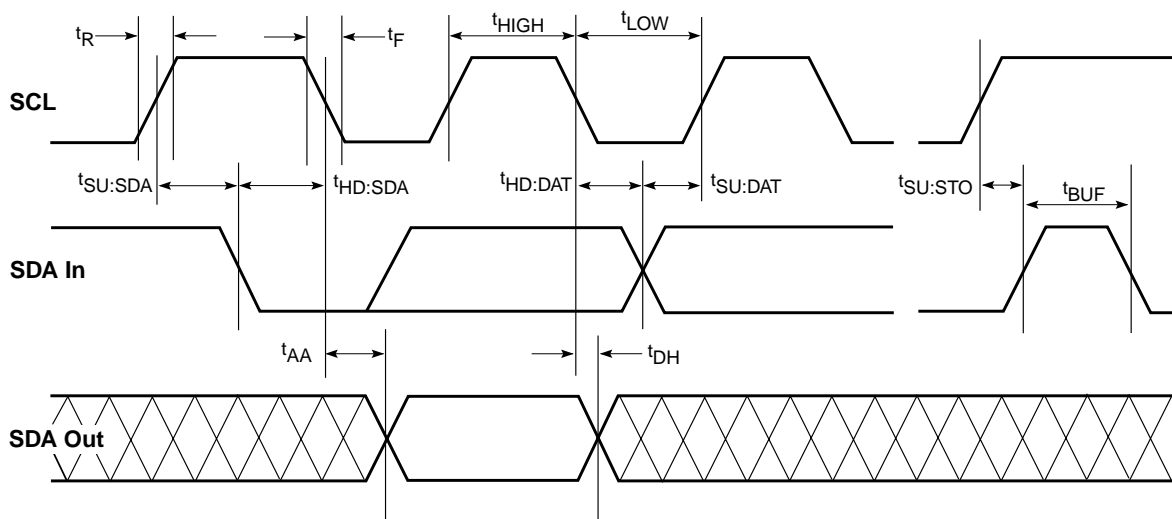 tR
tF
tHIGH
tLOW
SCL
tSU:SDA
tHD:SDA
tHD:DAT
tSU:DAT
tSU:STO
tBUF
SDA In
tAA
tDH
SDA Out